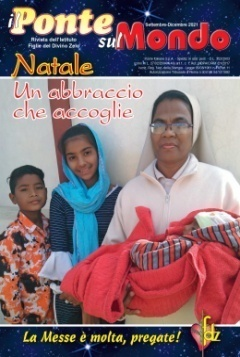 il Ponte
sul Mondo
Settembre-Dicembre 2021
Rivista dell'Istituto
Figlie del Divino Zelo
Natale
Un abbraccio
che accoglie
La Messe è molta, pregate!
fdz